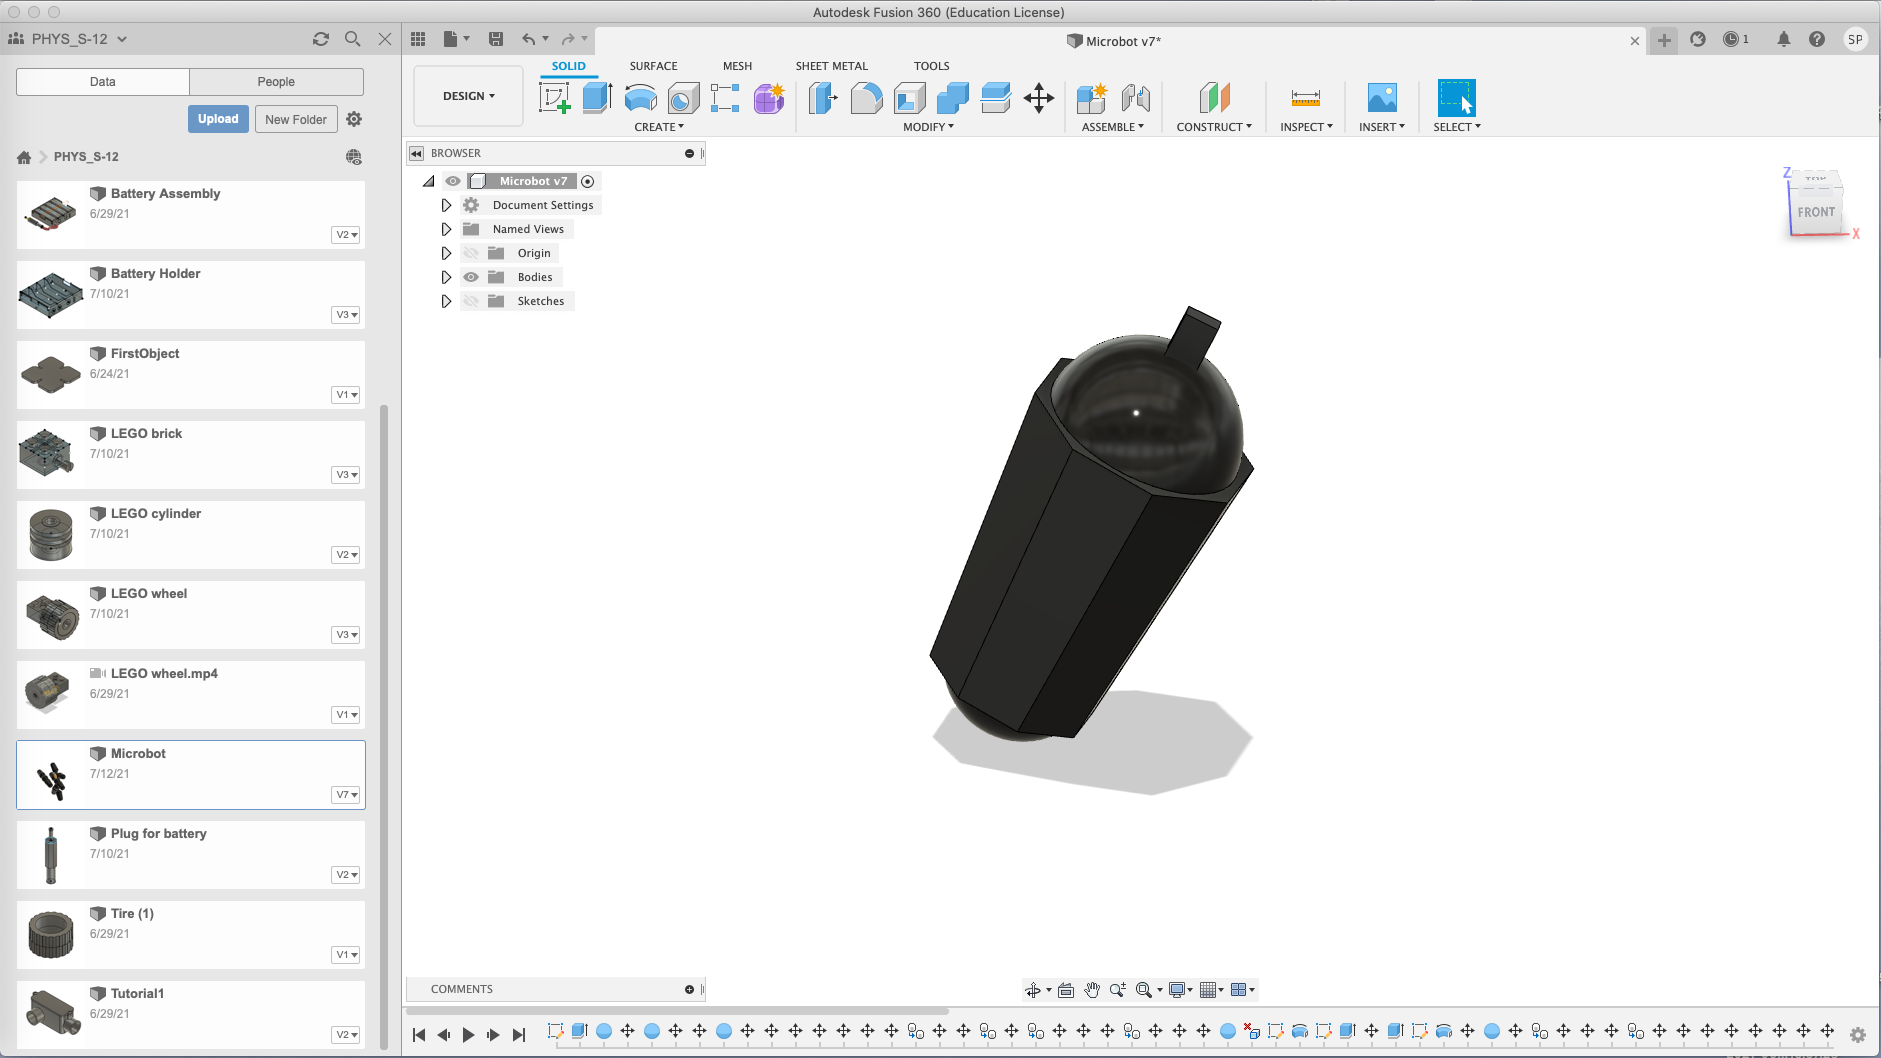 Autodesk Fusion 360 (Education License)
PHYS_S-12
Microbot v7*
1
SP
Data
People
Upload
New Folder
PHYS_S-12
Battery Assembly
6/29/21
V2
Battery Holder
7/10/21
V3
FirstObject
6/24/21
V1
LEGO brick
7/10/21
V3
LEGO cylinder
7/10/21
V2
LEGO wheel
7/10/21
V3
LEGO wheel.mp4
6/29/21
V1
Microbot
7/12/21
V7
Plug for battery
7/10/21
V2
Tire (1)
6/29/21
V1
Tutorial1
6/29/21
V2
DESIGN
SOLID SURFACE MESH SHEET METAL TOOLS
CREATE MODIFY ASSEMBLE CONSTRUCT INSPECT INSERT SELECT
BROWSER
Microbot v7
Document Settings
Named Views
Origin
Bodies
Sketches
Z
TOP
FRONT
X
COMMENTS